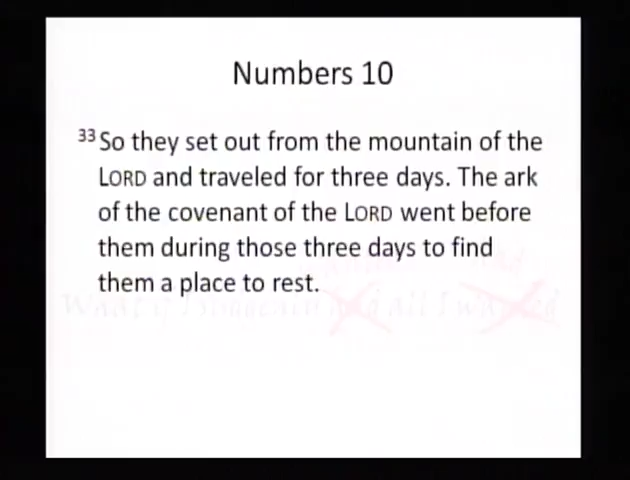 Numbers 10
33 So they set out from the mountain of the
LORD and traveled for three days. The ark
of the covenant of the LORD went before
them during those three days to find
them a place to rest.